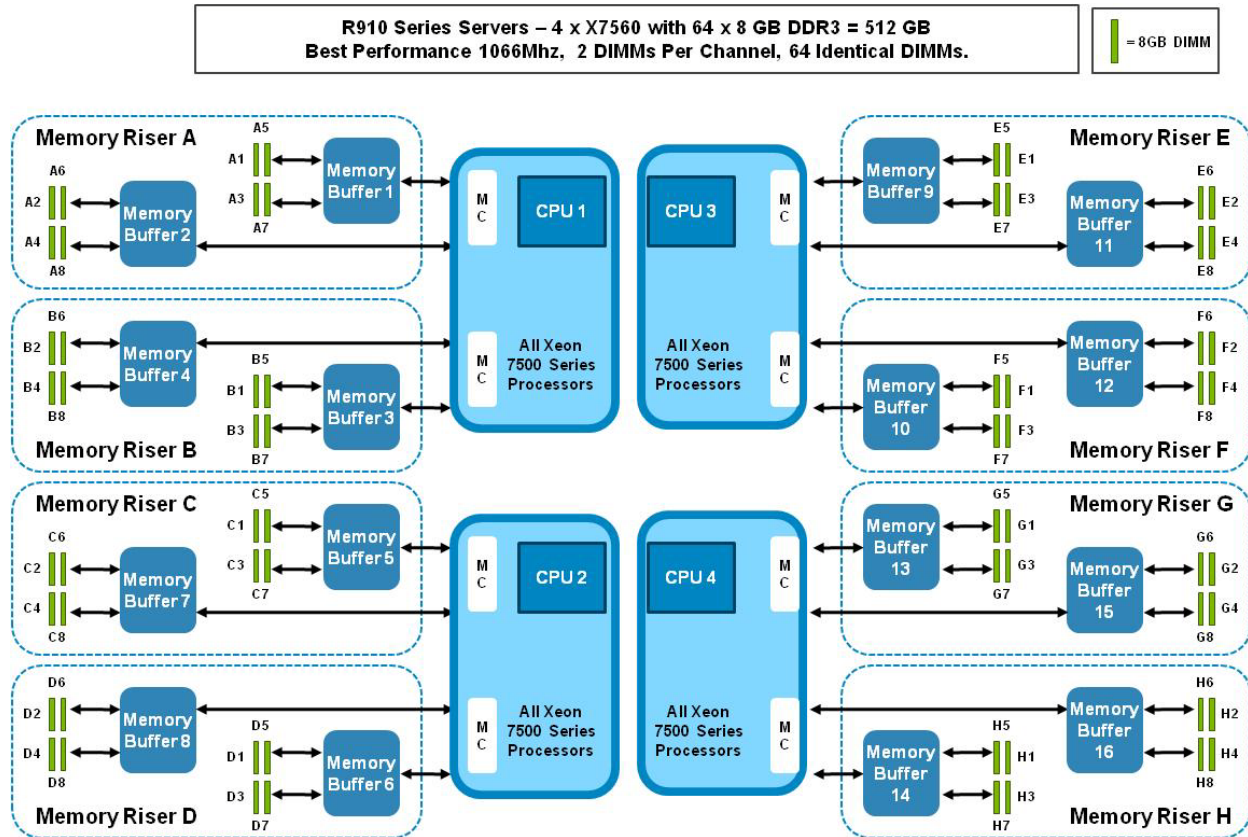 R910 Series Servers – 4 x X7560 with 64 x 8 GB DDR3 = 512 GB
Best Performance 1066Mhz, 2 DIMMs Per Channel, 64 Identical DIMMs.
= 8GB DIMM
Memory Riser A
A5
A1
A3
A7
Memory
Buffer 1
A6
A2
A4
A8
Memory
Buffer 2
B6
B2
B4
B8
Memory
Buffer 4
B5
B1
B3
B7
Memory
Buffer 3
Memory Riser B
M
C
CPU 1
M
C
All Xeon
7500 Series
Processors
CPU 3
M
C
All Xeon
7500 Series
Processors
M
C
Memory
Buffer 9
E5
E1
E3
E7
Memory Riser E
Memory
Buffer
11
E6
E2
E4
E8
Memory
Buffer
12
F6
F2
F4
F8
Memory
Buffer
10
F5
F1
F3
F7
Memory Riser F
Memory Riser C
C5
C1
C3
C7
Memory
Buffer 5
C6
C2
C4
C8
Memory
Buffer 7
D6
D2
D4
D8
Memory
Buffer 8
D5
D1
D3
D7
Memory
Buffer 6
Memory Riser D
M
C
CPU 2
M
C
All Xeon
7500 Series
Processors
CPU 4
M
C
All Xeon
7500 Series
Processors
M
C
Memory
Buffer
13
G5
G1
G3
G7
Memory Riser G
Memory
Buffer
15
G6
G2
G4
G8
Memory
Buffer
16
H6
H2
H4
H8
Memory
Buffer
14
H5
H1
H3
H7
Memory Riser H